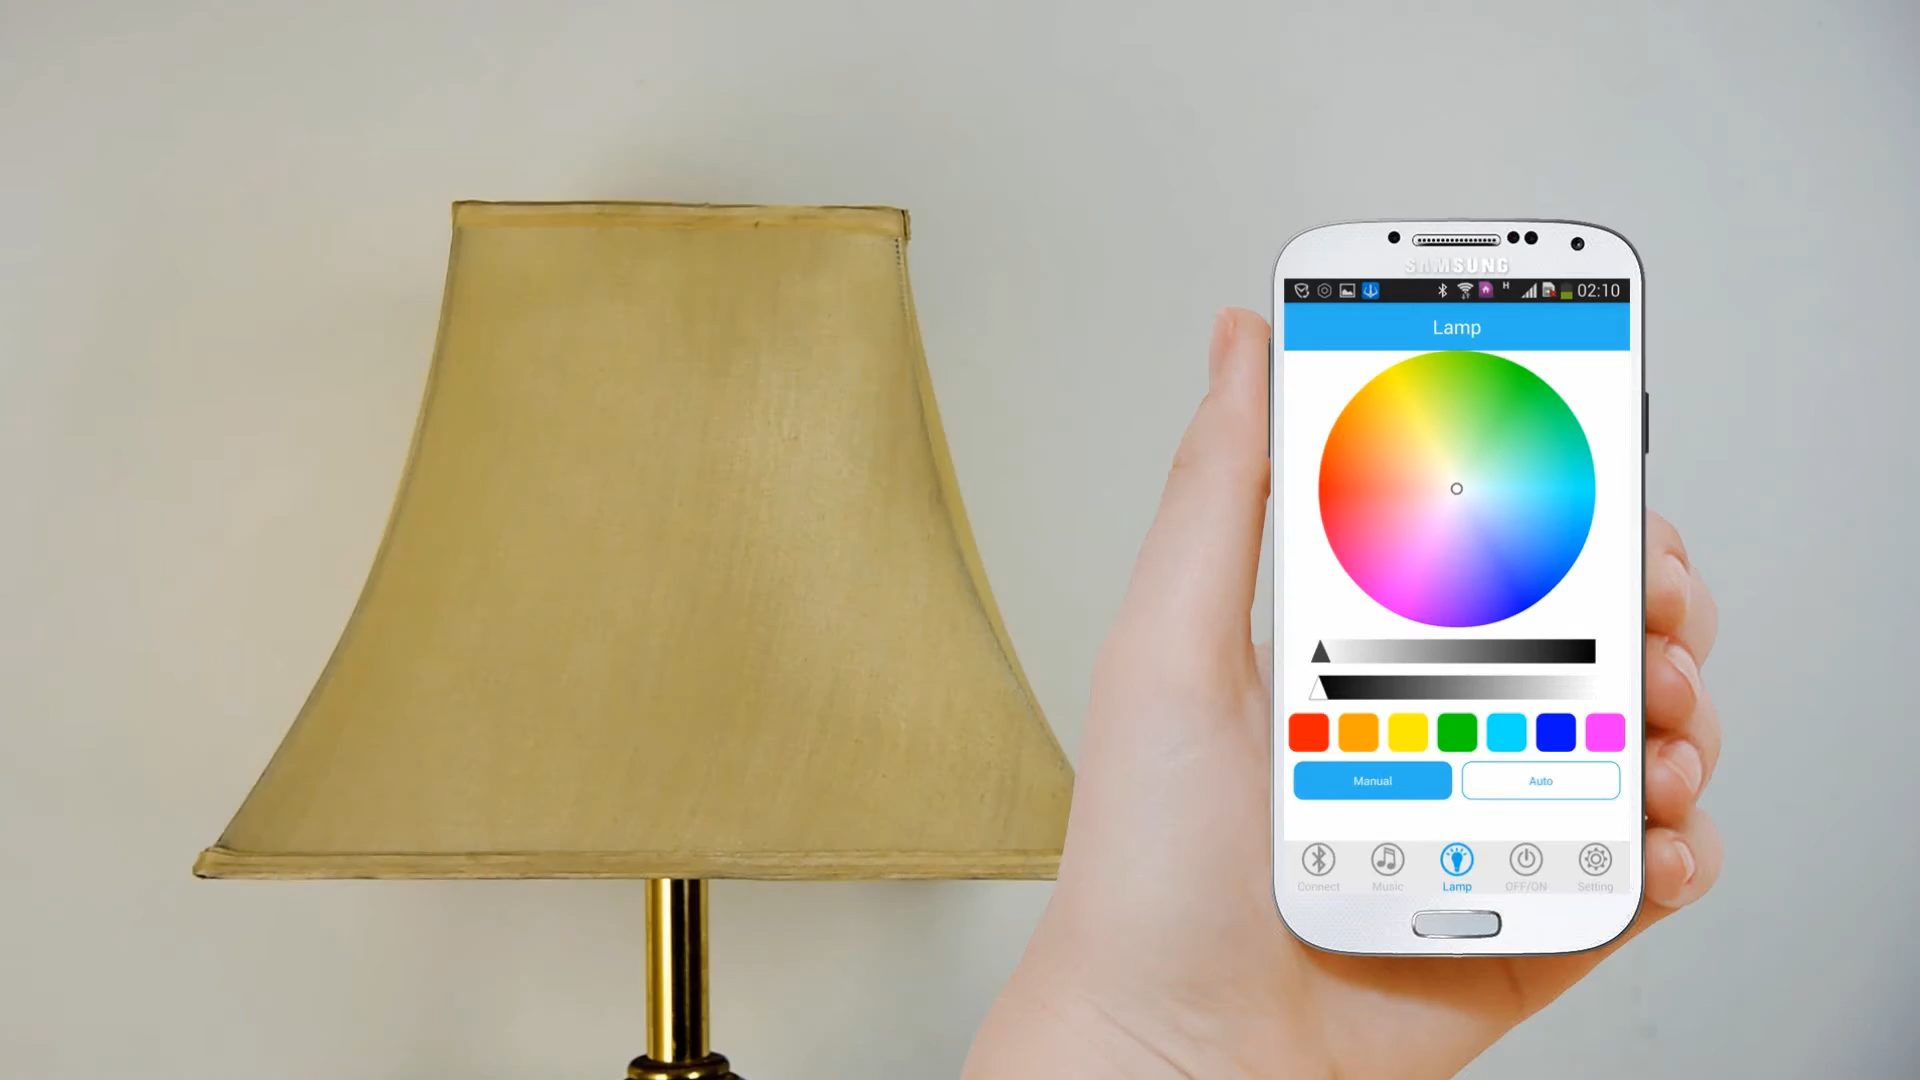 SAMSUNG
H 02:10
Lamp
Manual Auto
Connect Music Lamp OFF/ON Setting